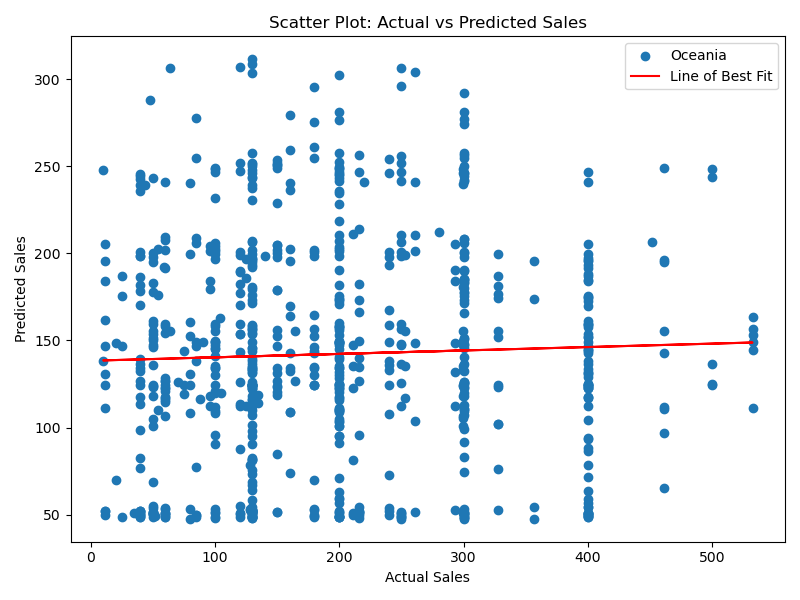 Scatter Plot: Actual vs Predicted Sales
Oceania
Line of Best Fit
300
250
200
150
100
50
Predicted Sales
0 100 200 300 400 500
Actual Sales